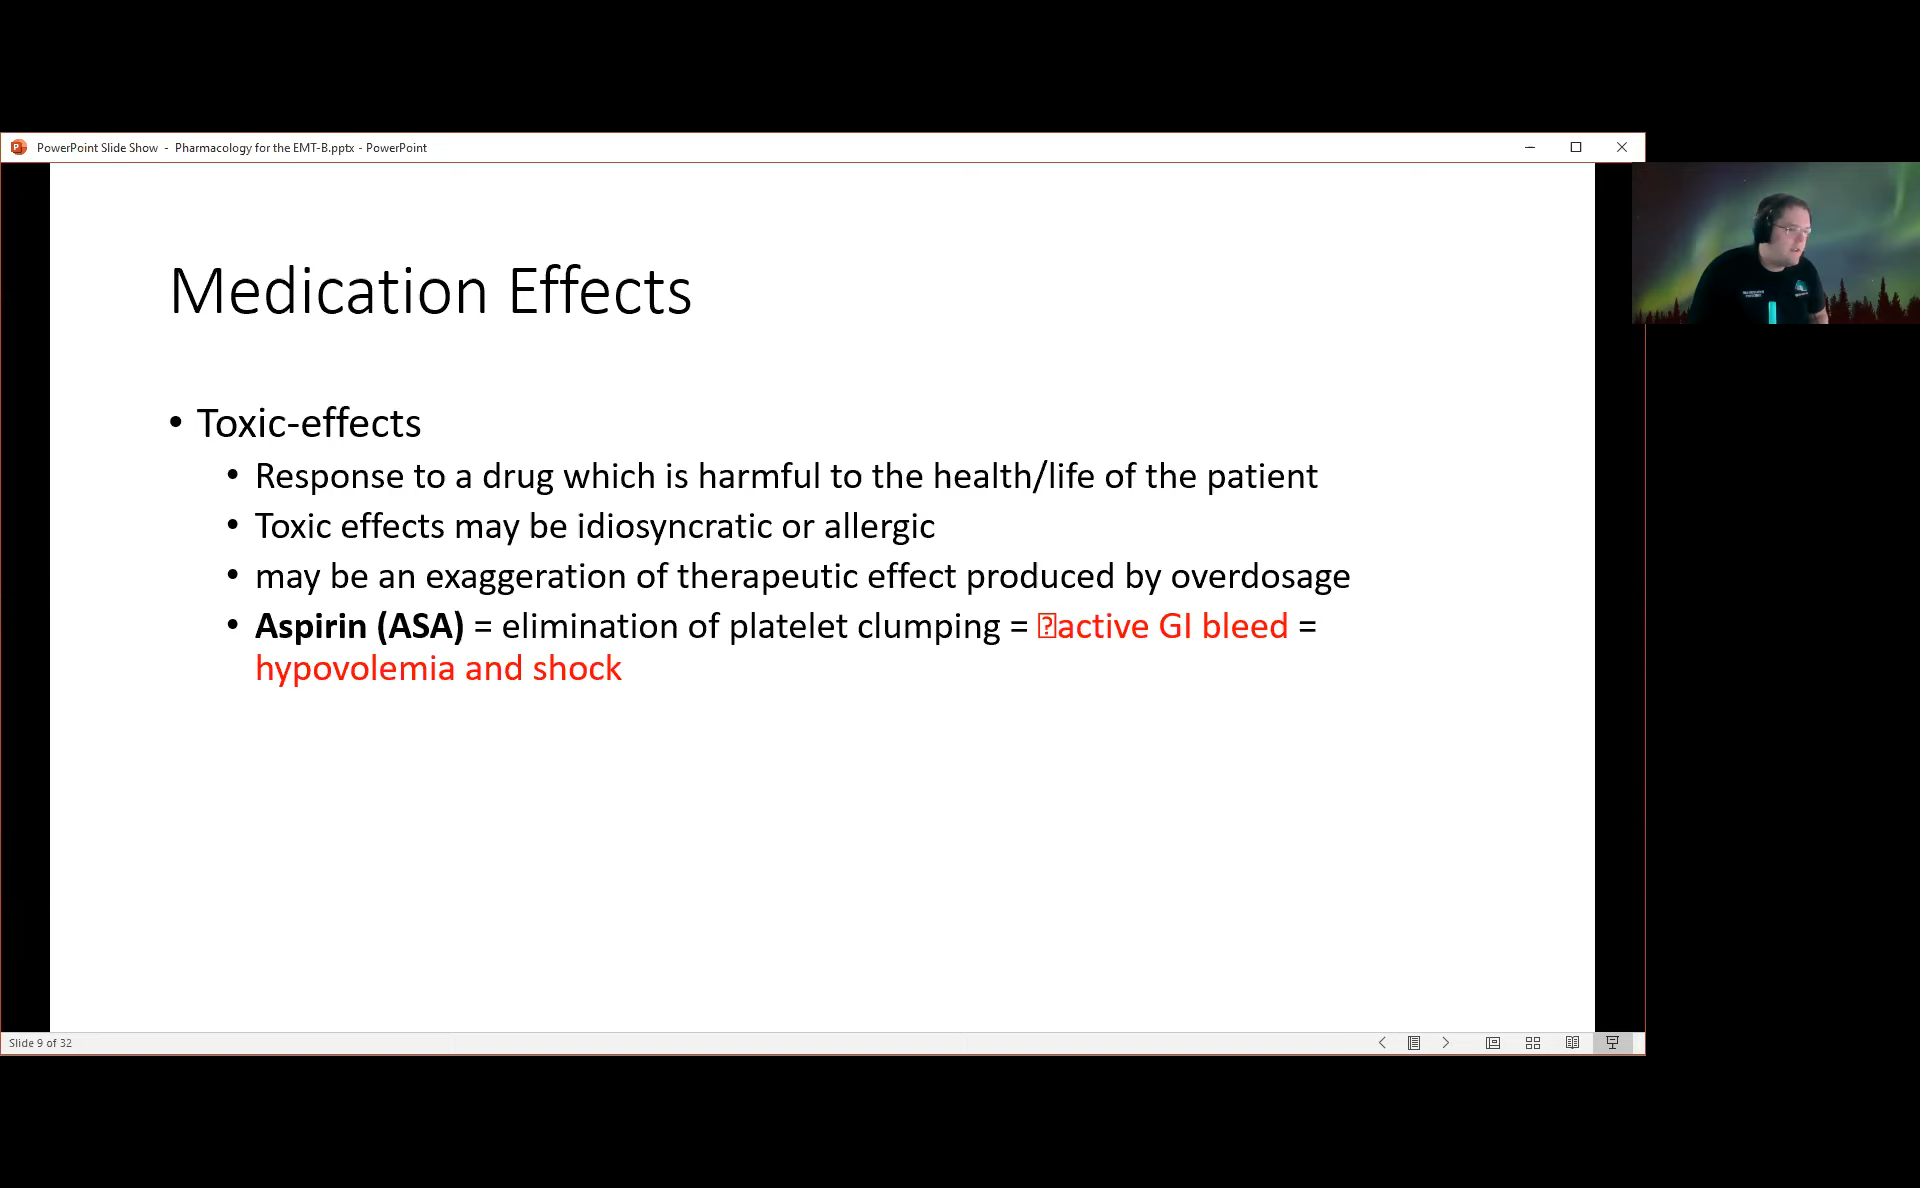 PowerPoint Slide Show - Pharmacology for the EMT-B.pptx - PowerPoint
Medication Effects
• Toxic-effects
• Response to a drug which is harmful to the health/life of the patient
• Toxic effects may be idiosyncratic or allergic
• may be an exaggeration of therapeutic effect produced by overdosage
• Aspirin (ASA) = elimination of platelet clumping = active GI bleed =
hypovolemia and shock
Slide 9 of 32